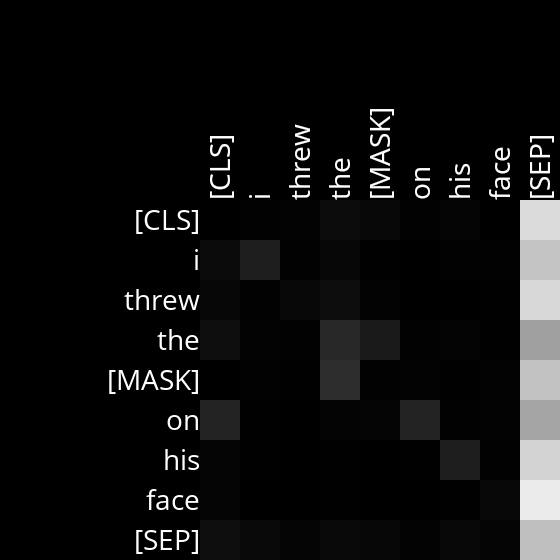 [CLS] i threw the [MASK] on his face [SEP]
[CLS]
i
threw
the
[MASK]
on
his
face
[SEP]